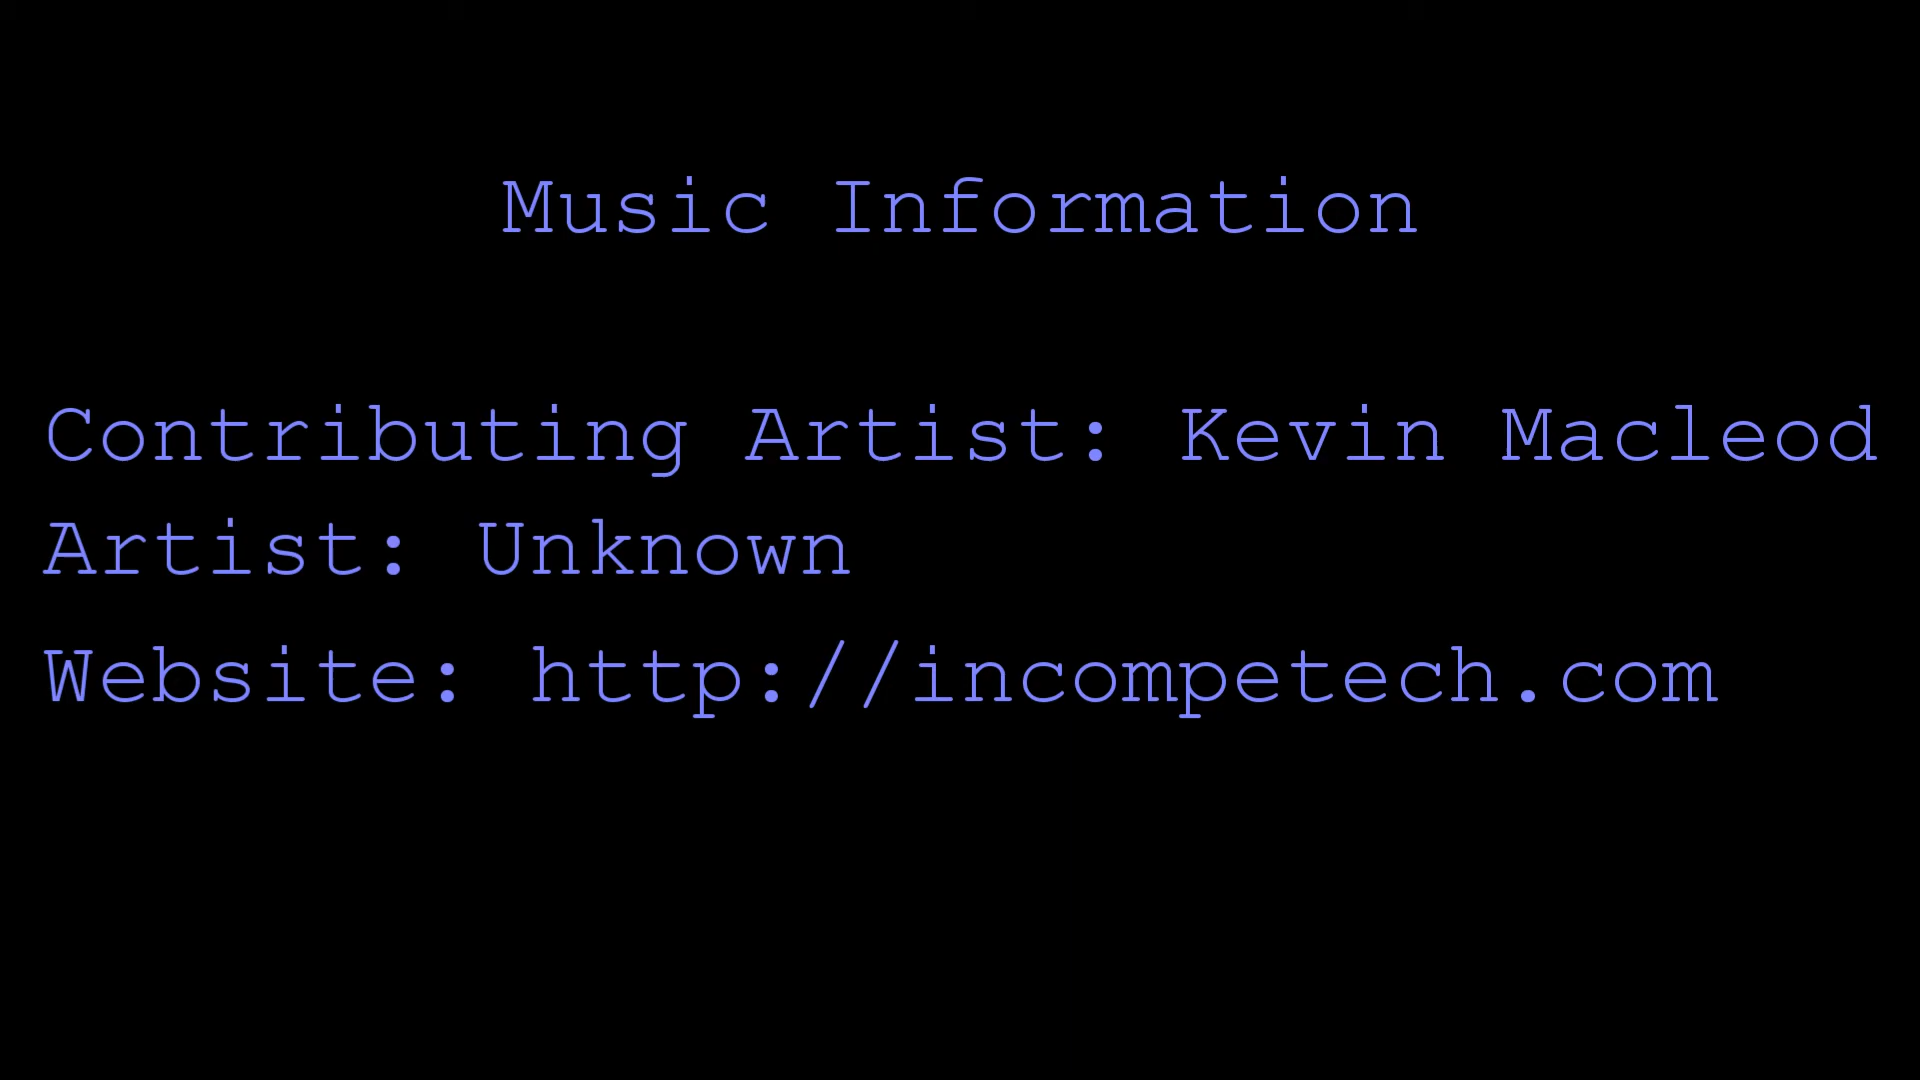 Music Information
Contributing Artist: Kevin Macleod
Artist: Unknown
Website: http://incompetech.com